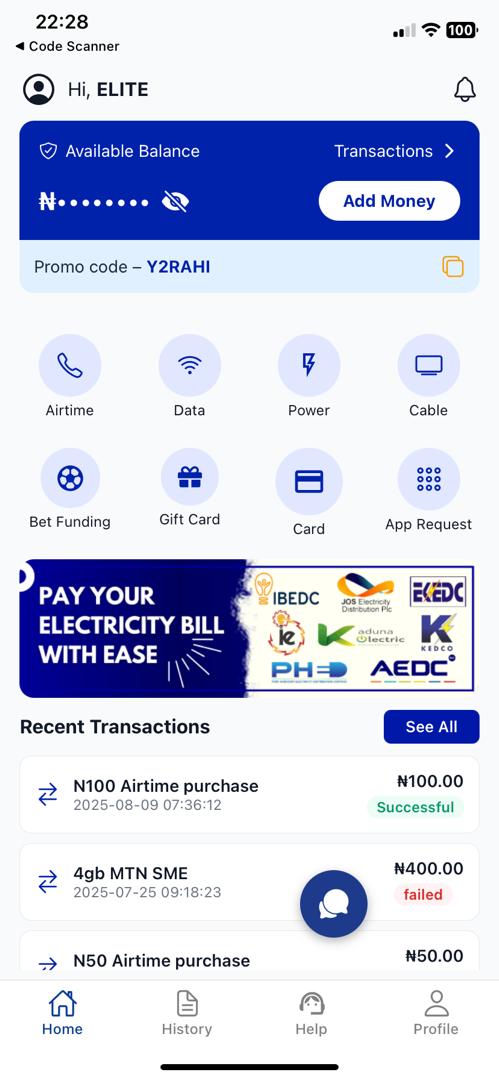 22:28
100
◀ Code Scanner
Hi, ELITE
Available Balance
Transactions
₦••••••••
Add Money
Promo code – Y2RAHI
Airtime
Data
Power
Cable
Bet Funding
Gift Card
Card
App Request
PAY YOUR
ELECTRICITY BILL
WITH EASE
IBEDC
JOS Electricity
Distribution Plc
EKEDC
ie
kaduna
electric
KEDCO
PHED
AEDC
Recent Transactions
See All
N100 Airtime purchase
₦100.00
2025-08-09 07:36:12
Successful
4gb MTN SME
₦400.00
2025-07-25 09:18:23
failed
N50 Airtime purchase
₦50.00
Home
History
Help
Profile